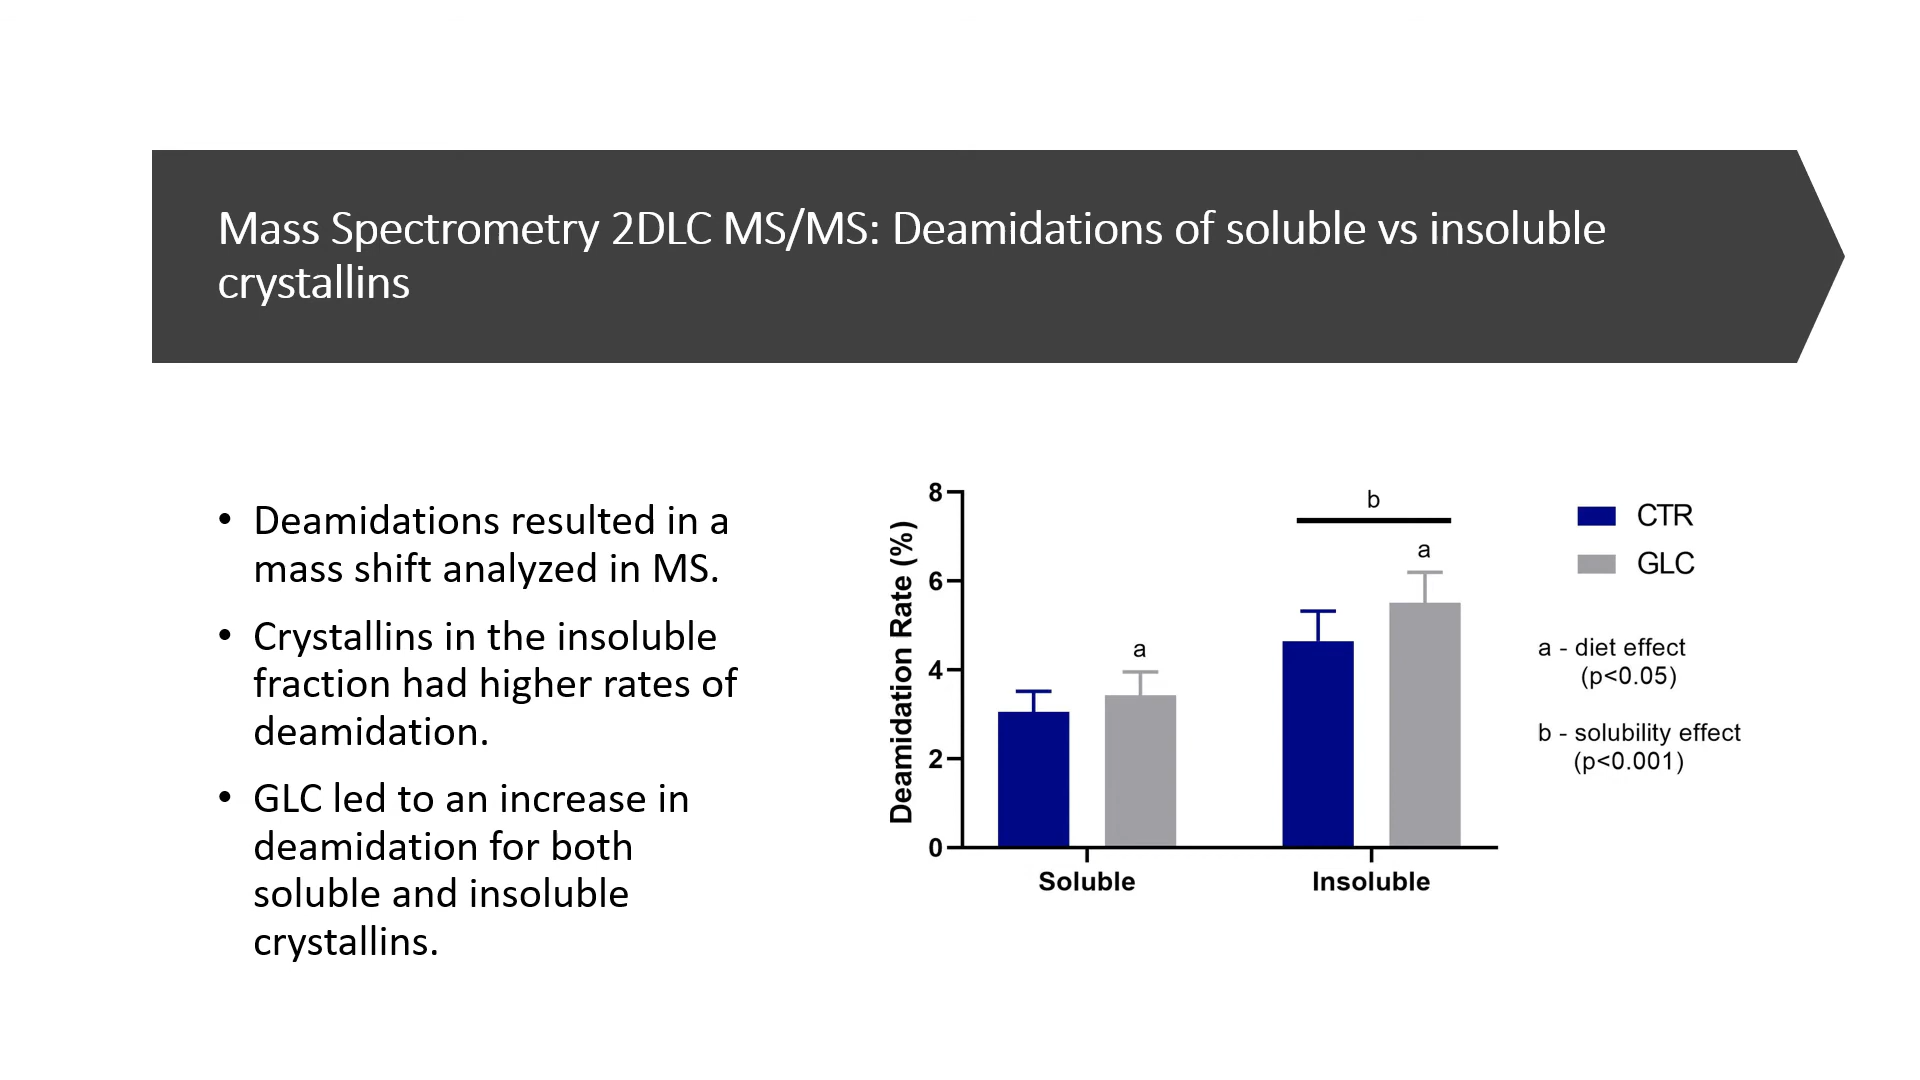 Mass Spectrometry 2DLC MS/MS: Deamidations of soluble vs insoluble
crystallins
• Deamidations resulted in a
mass shift analyzed in MS.
• Crystallins in the insoluble
fraction had higher rates of
deamidation.
• GLC led to an increase in
deamidation for both
soluble and insoluble
crystallins.
Deamidation Rate (%)
8
6
4
2
0
a
b
a
Soluble
Insoluble
CTR
GLC
a - diet effect
(p<0.05)
b - solubility effect
(p<0.001)